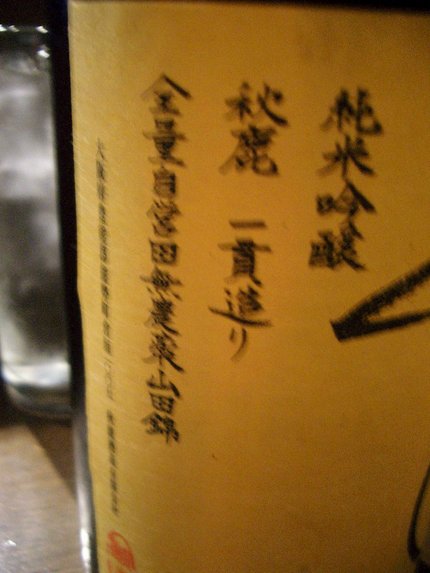 純米吟醸
秋鹿 一貫造り
全量自営田無農薬山田錦